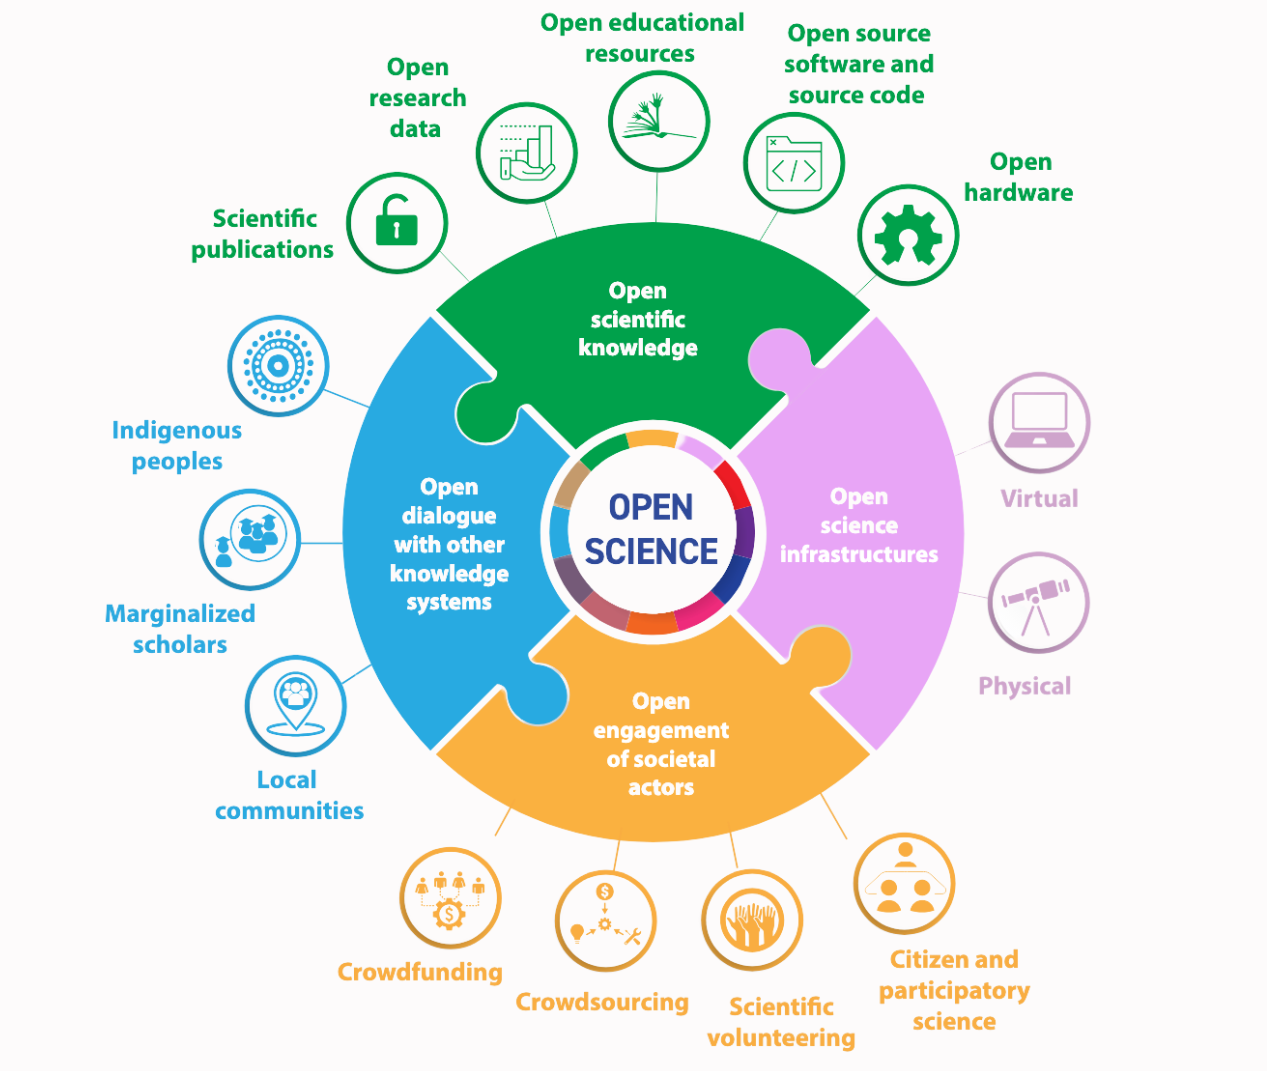 Open educational
resources
Open source
software and
source code
Open
research
data
Open
hardware
Scientific
publications
Open
scientific
knowledge
Indigenous
peoples
Open
dialogue
with other
knowledge
systems
OPEN
SCIENCE
Open
science
infrastructures
Virtual
Marginalized
scholars
Physical
Open
engagement
of societal
actors
Local
communities
Crowdfunding
Crowdsourcing
Scientific
volunteering
Citizen and
participatory
science